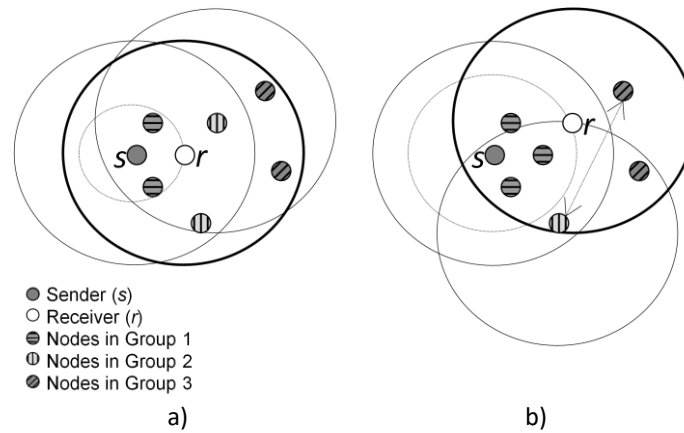 s
r
s
r
Sender (s)
Receiver (r)
Nodes in Group 1
Nodes in Group 2
Nodes in Group 3
a)
b)